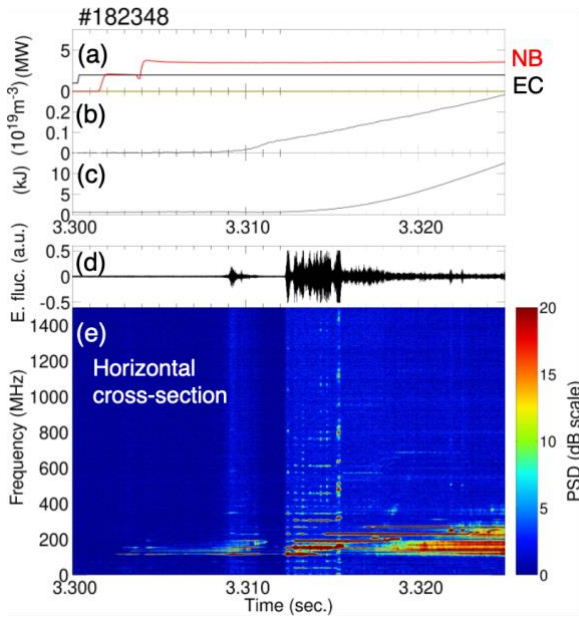 #182348
(a)
(MW)
5
0
NB
EC
(b)
(10¹⁹m⁻³)
0.2
0.1
0
(c)
(kJ)
10
5
0
3.300 3.310 3.320
(d)
E. fluc. (a.u.)
0.5
0
-0.5
(e)
Horizontal
cross-section
Frequency (MHz)
1400
1200
1000
800
600
400
200
0
3.300 3.310 3.320
Time (sec.)
20
15
10
5
0
PSD (dB scale)